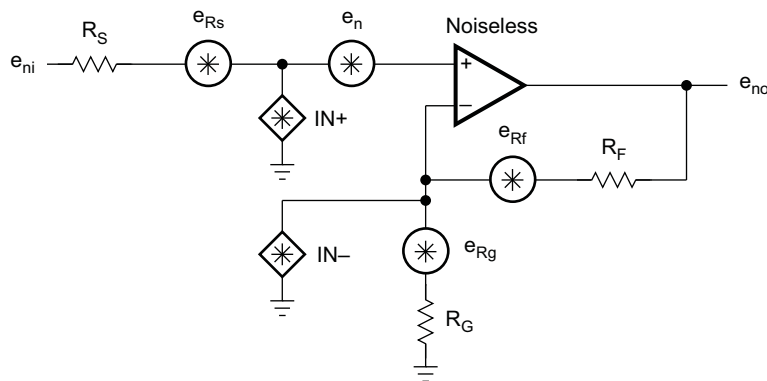 Noiseless
e_Rs
e_n
R_S
e_ni
+
e_no
IN+
–
e_Rf
R_F
IN–
e_Rg
R_G